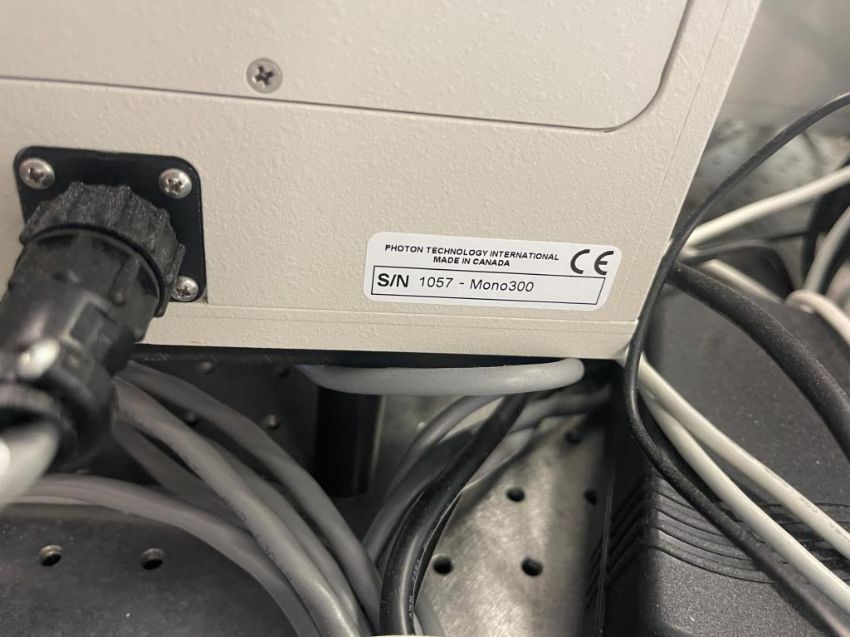 PHOTON TECHNOLOGY INTERNATIONAL
MADE IN CANADA
CE
S/N 1057 - Mono300